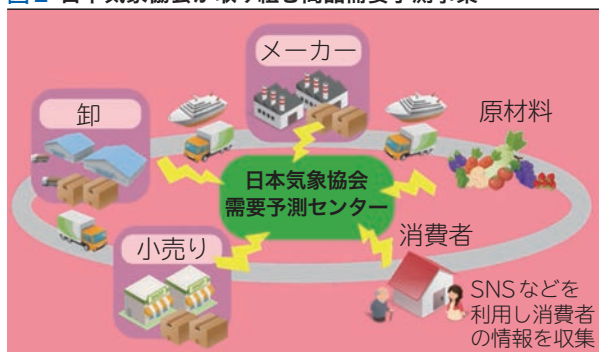 図2 日本気象協会が取り組む商品需要予測事業
メーカー
卸
原材料
日本気象協会
需要予測センター
小売り
消費者
SNSなどを
利用し消費者
の情報を収集